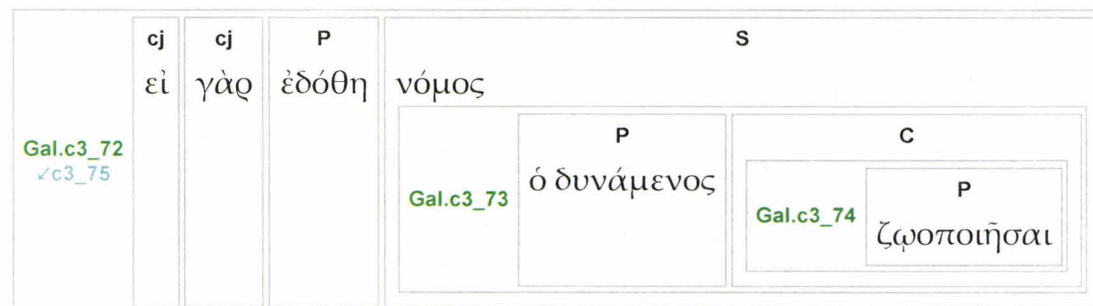 cj cj P S
εἰ γὰρ ἐδόθη νόμος
P C
Gal.c3_72
↙c3_75
ὁ δυνάμενος
Gal.c3_73
P
Gal.c3_74
ζῳοποιῆσαι